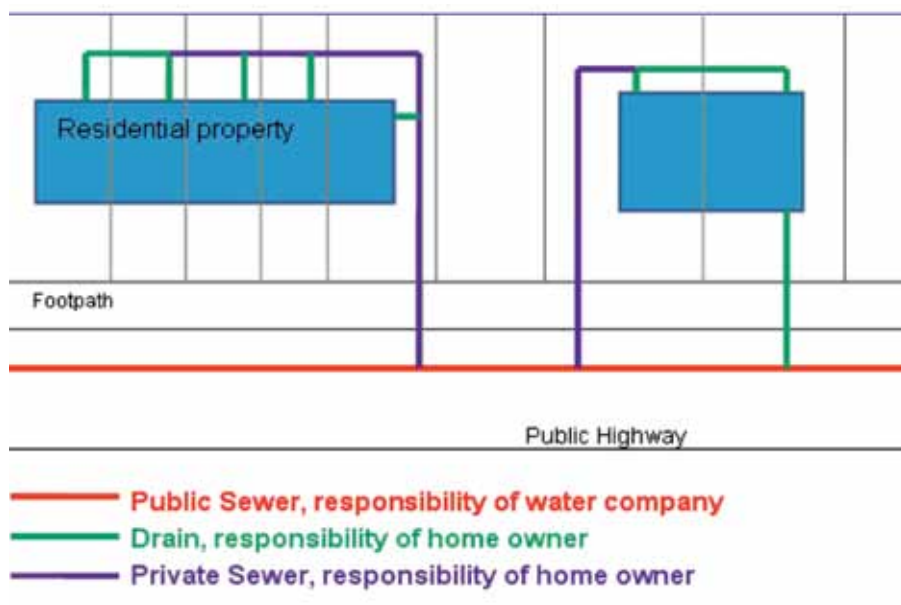 Residential property
Footpath
Public Highway
Public Sewer, responsibility of water company
Drain, responsibility of home owner
Private Sewer, responsibility of home owner